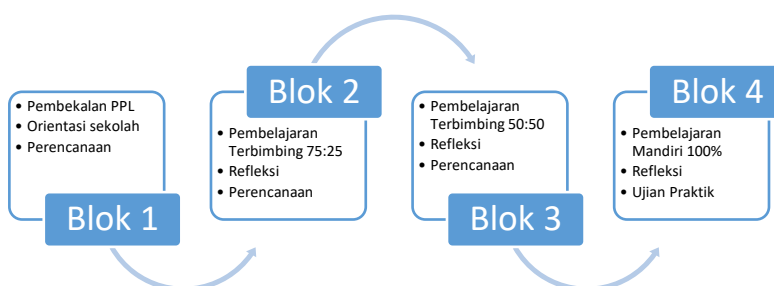 • Pembekalan PPL
• Orientasi sekolah
• Perencanaan
Blok 1
Blok 2
• Pembelajaran
Terbimbing 75:25
• Refleksi
• Perencanaan
• Pembelajaran
Terbimbing 50:50
• Refleksi
• Perencanaan
Blok 3
Blok 4
• Pembelajaran
Mandiri 100%
• Refleksi
• Ujian Praktik